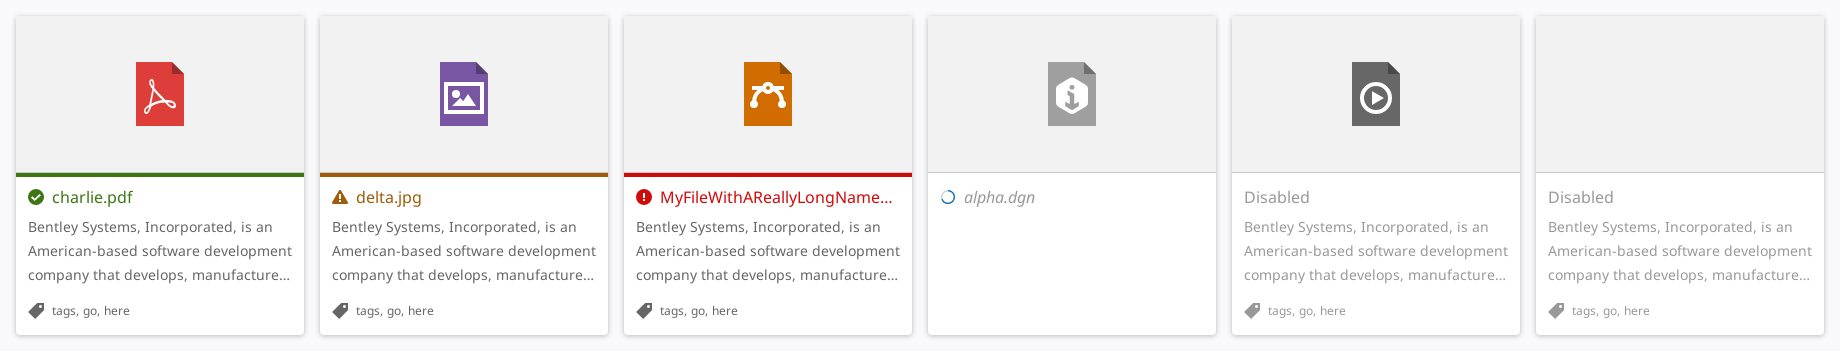 charlie.pdf
Bentley Systems, Incorporated, is an
American-based software development
company that develops, manufacture...
tags, go, here
delta.jpg
Bentley Systems, Incorporated, is an
American-based software development
company that develops, manufacture...
tags, go, here
MyFileWithAReallyLongName...
Bentley Systems, Incorporated, is an
American-based software development
company that develops, manufacture...
tags, go, here
alpha.dgn
Disabled
Bentley Systems, Incorporated, is an
American-based software development
company that develops, manufacture...
tags, go, here
Disabled
Bentley Systems, Incorporated, is an
American-based software development
company that develops, manufacture...
tags, go, here